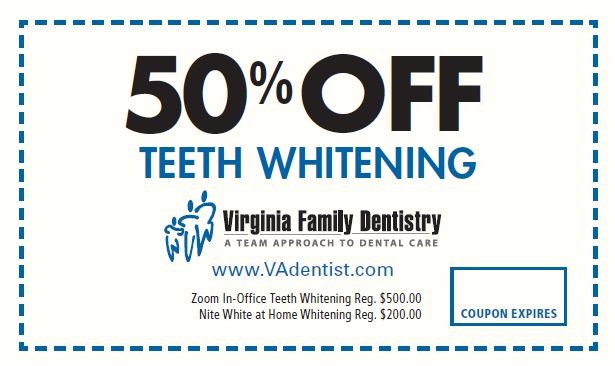 50% OFF
TEETH WHITENING
Virginia Family Dentistry
A TEAM APPROACH TO DENTAL CARE
www.VAdentist.com
Zoom In-Office Teeth Whitening Reg. $500.00
Nite White at Home Whitening Reg. $200.00
COUPON EXPIRES